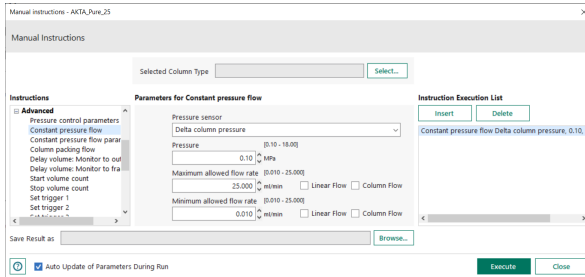 Manual instructions - AKTA_Pure_25
Manual Instructions
Selected Column Type
Select...
Instructions
Advanced
Pressure control parameters
Constant pressure flow
Constant pressure flow parar
Column packing flow
Delay volume: Monitor to out
Delay volume: Monitor to fra
Start volume count
Stop volume count
Set trigger 1
Set trigger 2
Parameters for Constant pressure flow
Pressure sensor
Delta column pressure
Pressure [0.10 - 18.00]
0.10 MPa
Maximum allowed flow rate [0.010 - 25.000]
25.000 ml/min Linear Flow Column Flow
Minimum allowed flow rate [0.010 - 25.000]
0.010 ml/min Linear Flow Column Flow
Instruction Execution List
Insert Delete
Constant pressure flow Delta column pressure, 0.10,
Save Result as
Browse...
? Auto Update of Parameters During Run
Execute Close